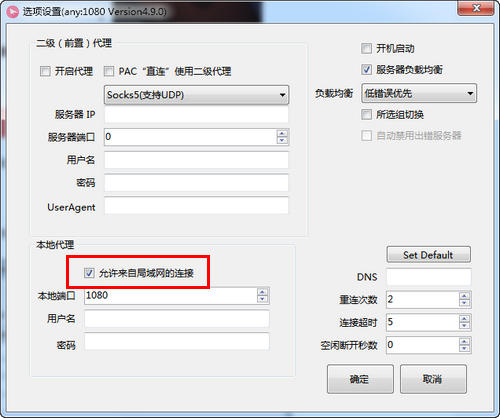 选项设置(any:1080 Version4.9.0)
二级（前置）代理
开启代理
PAC “直连” 使用二级代理
Socks5(支持UDP)
服务器 IP
服务器端口
0
用户名
密码
UserAgent
开机启动
服务器负载均衡
负载均衡
低错误优先
所选组切换
自动禁用出错服务器
本地代理
允许来自局域网的连接
本地端口
1080
用户名
密码
Set Default
DNS
重连次数
2
连接超时
5
空闲断开秒数
0
确定
取消